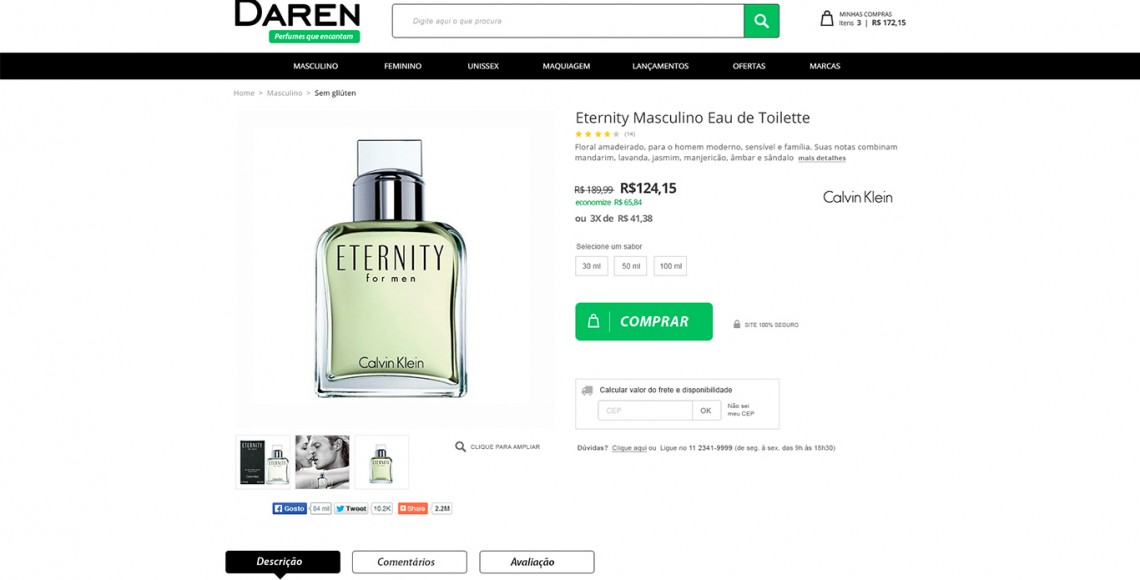 DAREN
Perfumes que encantam
Digite aqui o que procura
MINHAS COMPRAS
Itens 3 | R$ 172,15
MASCULINO FEMININO UNISSEX MAQUIAGEM LANÇAMENTOS OFERTAS MARCAS
Home > Masculino > Sem gllúten
ETERNITY
for men
Calvin Klein
Eternity Masculino Eau de Toilette
(14)
Floral amadeirado, para o homem moderno, sensível e família. Suas notas combinam
mandarim, lavanda, jasmim, manjericão, âmbar e sândalo mais detalhes
R$ 189,99 R$124,15
economize R$ 65,84
ou 3X de R$ 41,38
Calvin Klein
Selecione um sabor
30 ml 50 ml 100 ml
COMPRAR
SITE 100% SEGURO
Calcular valor do frete e disponibilidade
CEP OK
Não sei
meu CEP
Dúvidas? Clique aqui ou Ligue no 11 2341-9999 (de seg. à sex, das 9h às 18h30)
ETERNITY
CLIQUE PARA AMPLIAR
Gosto 84 mil Tweet 10.2K Share 2.2M
Descrição Comentários Avaliação